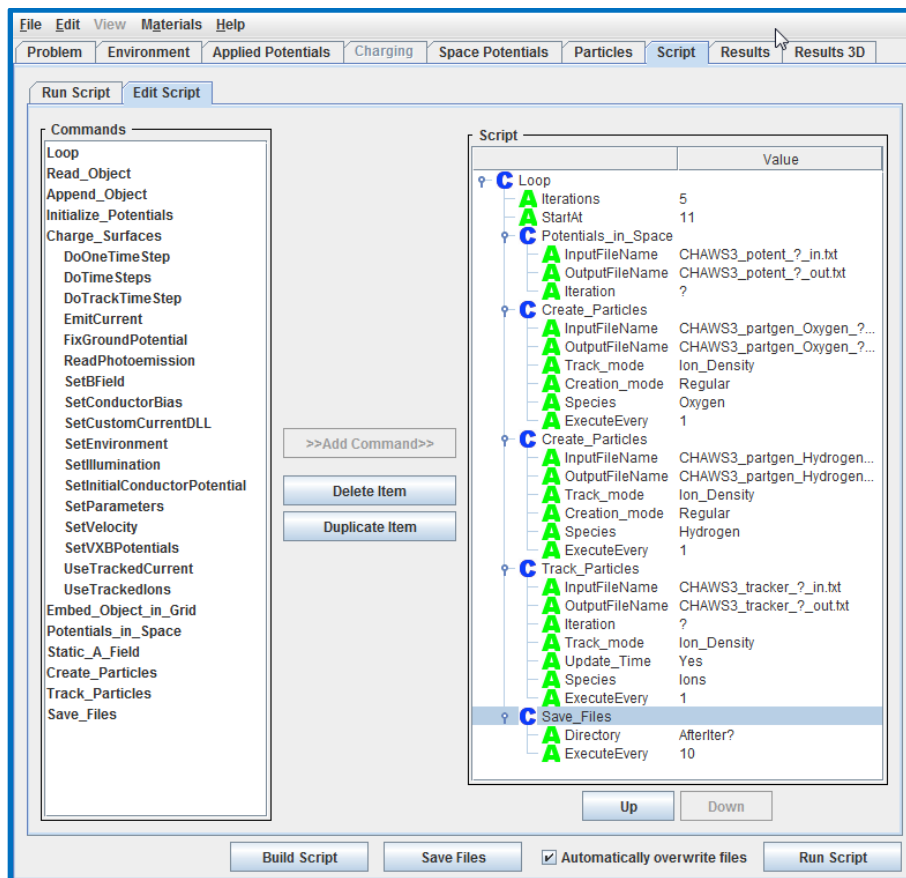 File Edit View Materials Help
Problem Environment Applied Potentials Charging Space Potentials Particles Script Results Results 3D
Run Script Edit Script
Commands
Loop
Read_Object
Append_Object
Initialize_Potentials
Charge_Surfaces
DoOneTimeStep
DoTimeSteps
DoTrackTimeStep
EmitCurrent
FixGroundPotential
ReadPhotoemission
SetBField
SetConductorBias
SetCustomCurrentDLL
SetEnvironment
SetIllumination
SetInitialConductorPotential
SetParameters
SetVelocity
SetVXBPotentials
UseTrackedCurrent
UseTrackedIons
Embed_Object_in_Grid
Potentials_in_Space
Static_A_Field
Create_Particles
Track_Particles
Save_Files
>>Add Command>>
Delete Item
Duplicate Item
Script
Value
C Loop
A Iterations 5
A StartAt 11
C Potentials_in_Space
A InputFileName CHAWS3_potent_?_in.txt
A OutputFileName CHAWS3_potent_?_out.txt
A Iteration ?
C Create_Particles
A InputFileName CHAWS3_partgen_Oxygen_?...
A OutputFileName CHAWS3_partgen_Oxygen_?...
A Track_mode Ion_Density
A Creation_mode Regular
A Species Oxygen
A ExecuteEvery 1
C Create_Particles
A InputFileName CHAWS3_partgen_Hydrogen...
A OutputFileName CHAWS3_partgen_Hydrogen...
A Track_mode Ion_Density
A Creation_mode Regular
A Species Hydrogen
A ExecuteEvery 1
C Track_Particles
A InputFileName CHAWS3_tracker_?_in.txt
A OutputFileName CHAWS3_tracker_?_out.txt
A Iteration ?
A Track_mode Ion_Density
A Update_Time Yes
A Species Ions
A ExecuteEvery 1
C Save_Files
A Directory AfterIter?
A ExecuteEvery 10
Up Down
Build Script Save Files Automatically overwrite files Run Script